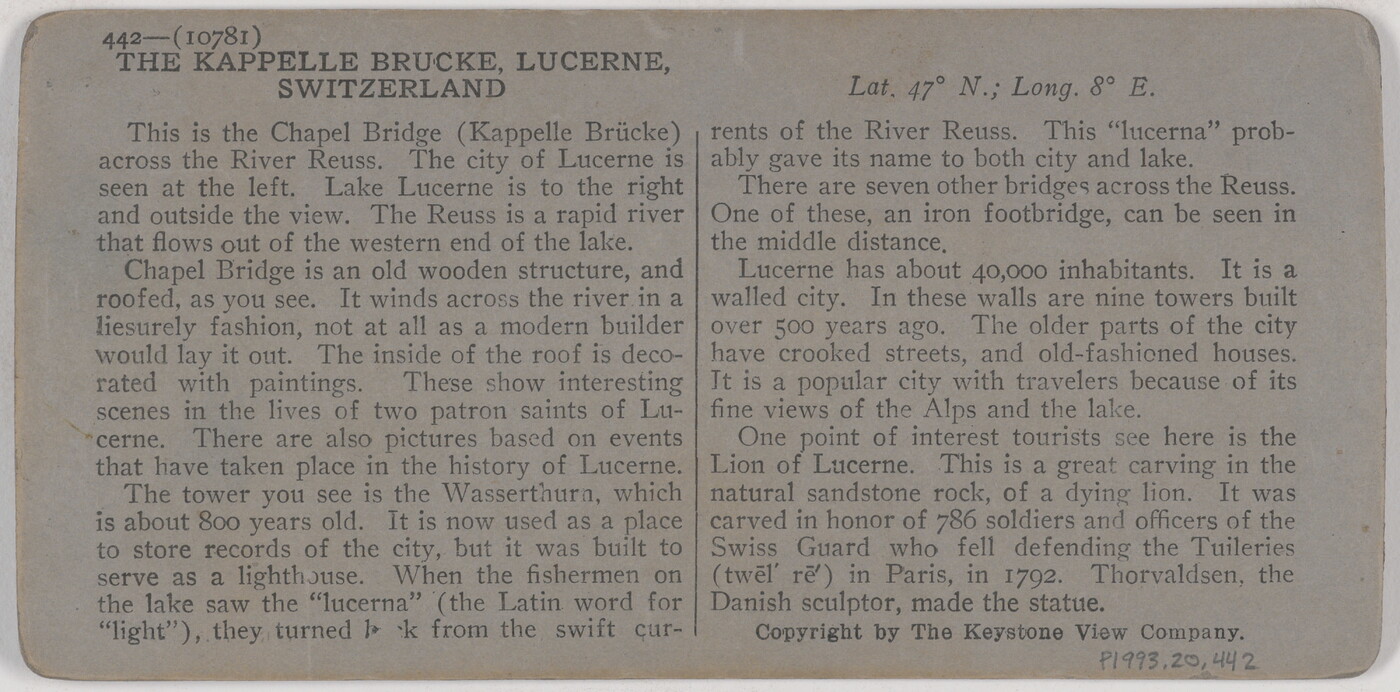 442—(10781)
THE KAPPELLE BRUCKE, LUCERNE,
SWITZERLAND
This is the Chapel Bridge (Kappelle Brücke)
across the River Reuss. The city of Lucerne is
seen at the left. Lake Lucerne is to the right
and outside the view. The Reuss is a rapid river
that flows out of the western end of the lake.
Chapel Bridge is an old wooden structure, and
roofed, as you see. It winds across the river in a
liesurely fashion, not at all as a modern builder
would lay it out. The inside of the roof is deco-
rated with paintings. These show interesting
scenes in the lives of two patron saints of Lu-
cerne. There are also pictures based on events
that have taken place in the history of Lucerne.
The tower you see is the Wasserthurn, which
is about 800 years old. It is now used as a place
to store records of the city, but it was built to
serve as a lighthouse. When the fishermen on
the lake saw the "lucerna" (the Latin word for
"light"), they turned from the swift cur-
Lat. 47° N.; Long. 8° E.
rents of the River Reuss. This "lucerna" prob-
ably gave its name to both city and lake.
There are seven other bridges across the Reuss.
One of these, an iron footbridge, can be seen in
the middle distance.
Lucerne has about 40,000 inhabitants. It is a
walled city. In these walls are nine towers built
over 500 years ago. The older parts of the city
have crooked streets, and old-fashioned houses.
It is a popular city with travelers because of its
fine views of the Alps and the lake.
One point of interest tourists see here is the
Lion of Lucerne. This is a great carving in the
natural sandstone rock, of a dying lion. It was
carved in honor of 786 soldiers and officers of the
Swiss Guard who fell defending the Tuileries
(twēl′ rē′) in Paris, in 1792. Thorvaldsen, the
Danish sculptor, made the statue.
Copyright by The Keystone View Company.
P1993.20.442